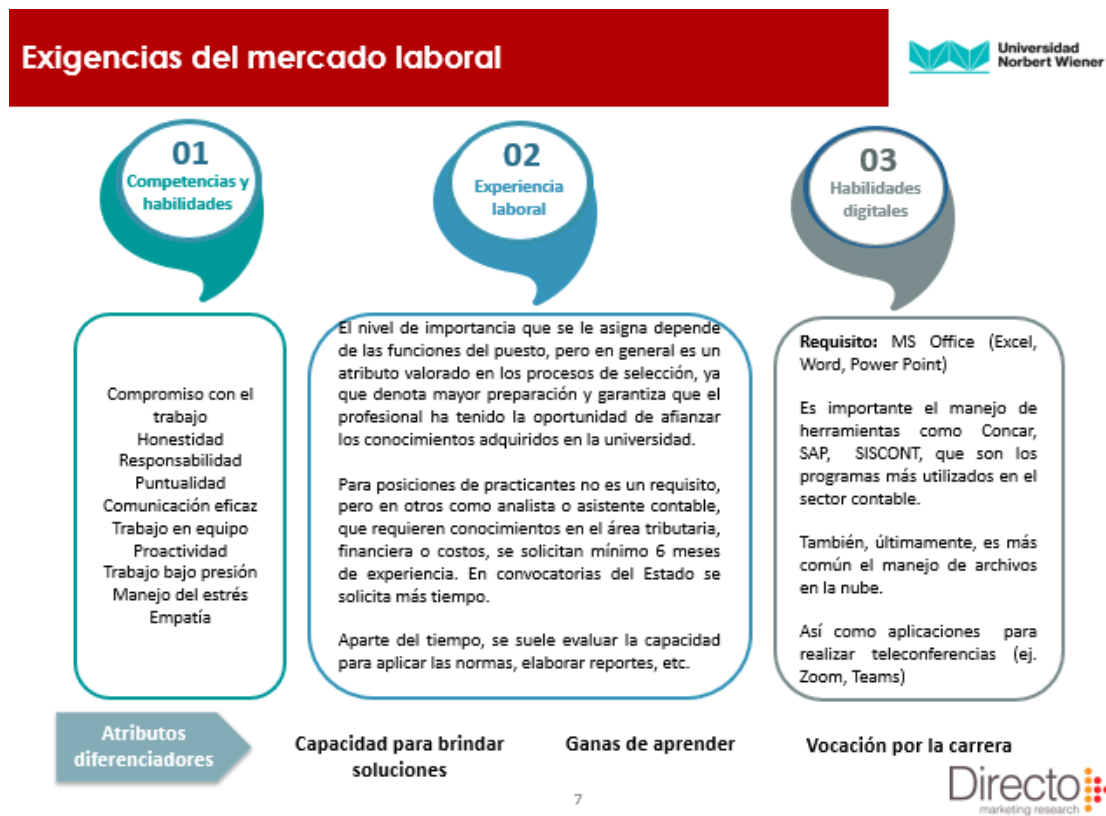 Exigencias del mercado laboral
Universidad
Norbert Wiener
01
Competencias y
habilidades
02
Experiencia
laboral
03
Habilidades
digitales
Compromiso con el
trabajo
Honestidad
Responsabilidad
Puntualidad
Comunicación eficaz
Trabajo en equipo
Proactividad
Trabajo bajo presión
Manejo del estrés
Empatía
El nivel de importancia que se le asigna depende
de las funciones del puesto, pero en general es un
atributo valorado en los procesos de selección, ya
que denota mayor preparación y garantiza que el
profesional ha tenido la oportunidad de afianzar
los conocimientos adquiridos en la universidad.
Para posiciones de practicantes no es un requisito,
pero en otros como analista o asistente contable,
que requieren conocimientos en el área tributaria,
financiera o costos, se solicitan mínimo 6 meses
de experiencia. En convocatorias del Estado se
solicita más tiempo.
Aparte del tiempo, se suele evaluar la capacidad
para aplicar las normas, elaborar reportes, etc.
Requisito: MS Office (Excel,
Word, Power Point)
Es importante el manejo de
herramientas como Concar,
SAP, SISCONT, que son los
programas más utilizados en el
sector contable.
También, últimamente, es más
común el manejo de archivos
en la nube.
Así como aplicaciones para
realizar teleconferencias (ej.
Zoom, Teams)
Atributos
diferenciadores
Capacidad para brindar
soluciones
Ganas de aprender
Vocación por la carrera
7
Directo
marketing research